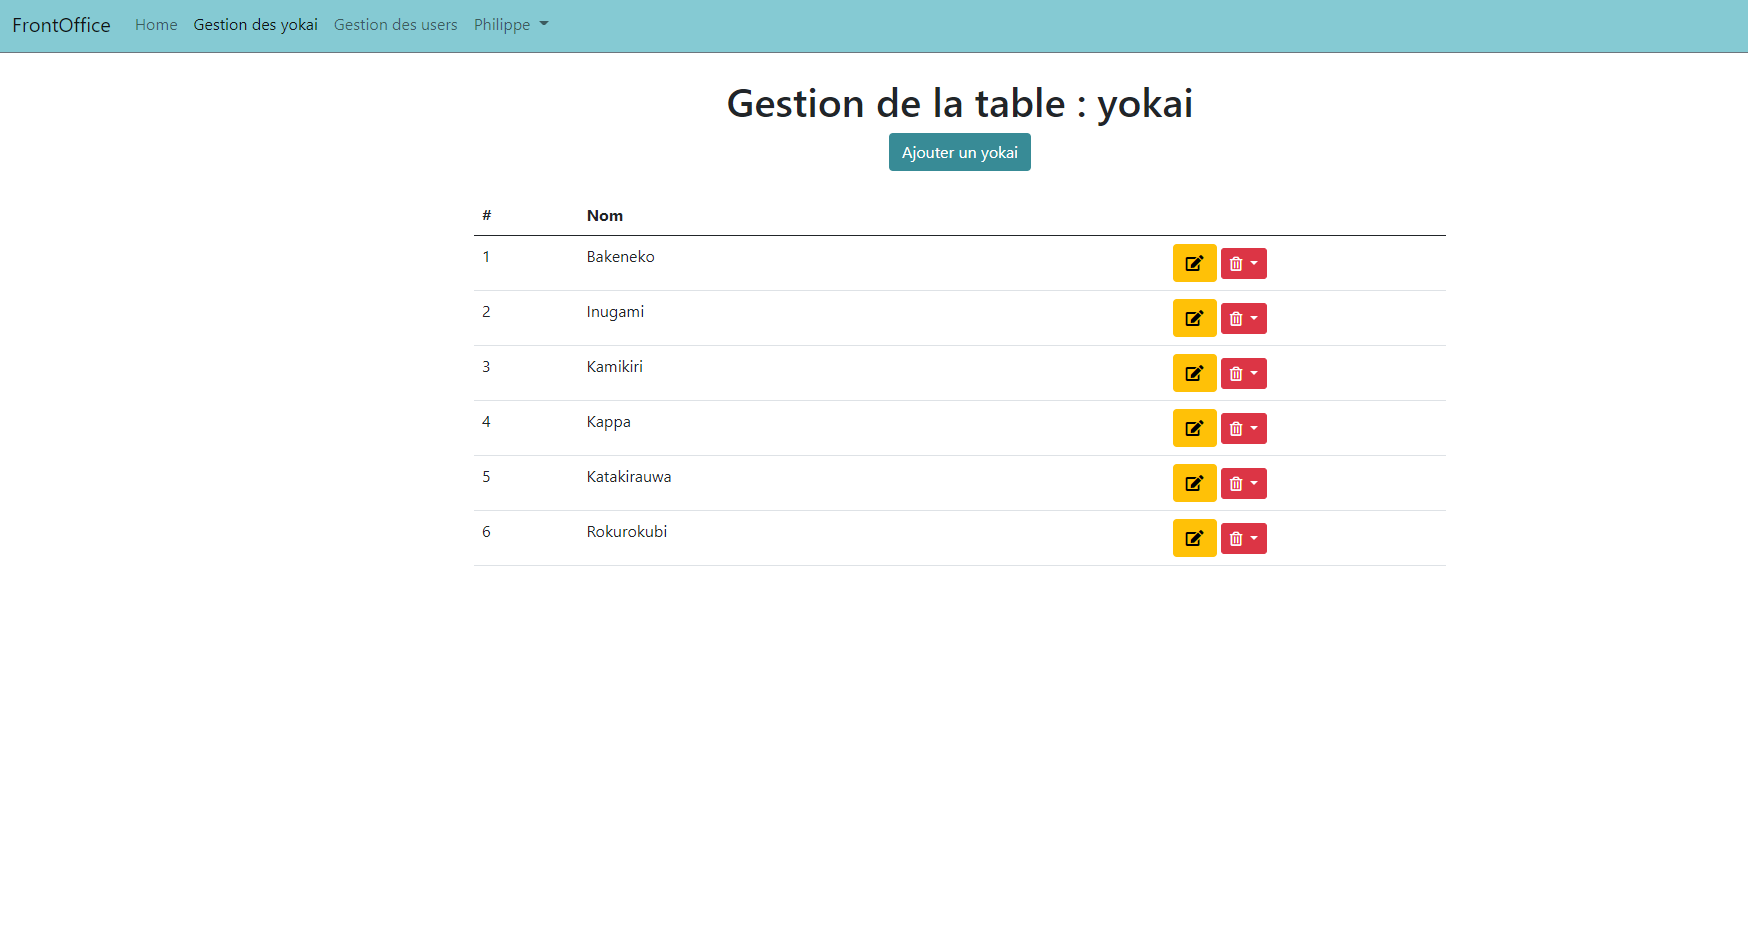 FrontOffice Home Gestion des yokai Gestion des users Philippe
Gestion de la table : yokai
Ajouter un yokai
# Nom
1 Bakeneko
2 Inugami
3 Kamikiri
4 Kappa
5 Katakirauwa
6 Rokurokubi